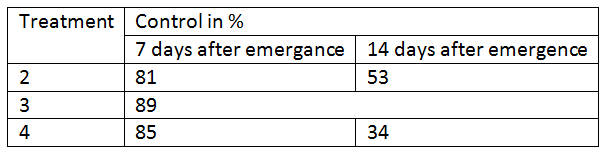 Treatment Control in %
7 days after emergance 14 days after emergence
2 81 53
3 89
4 85 34